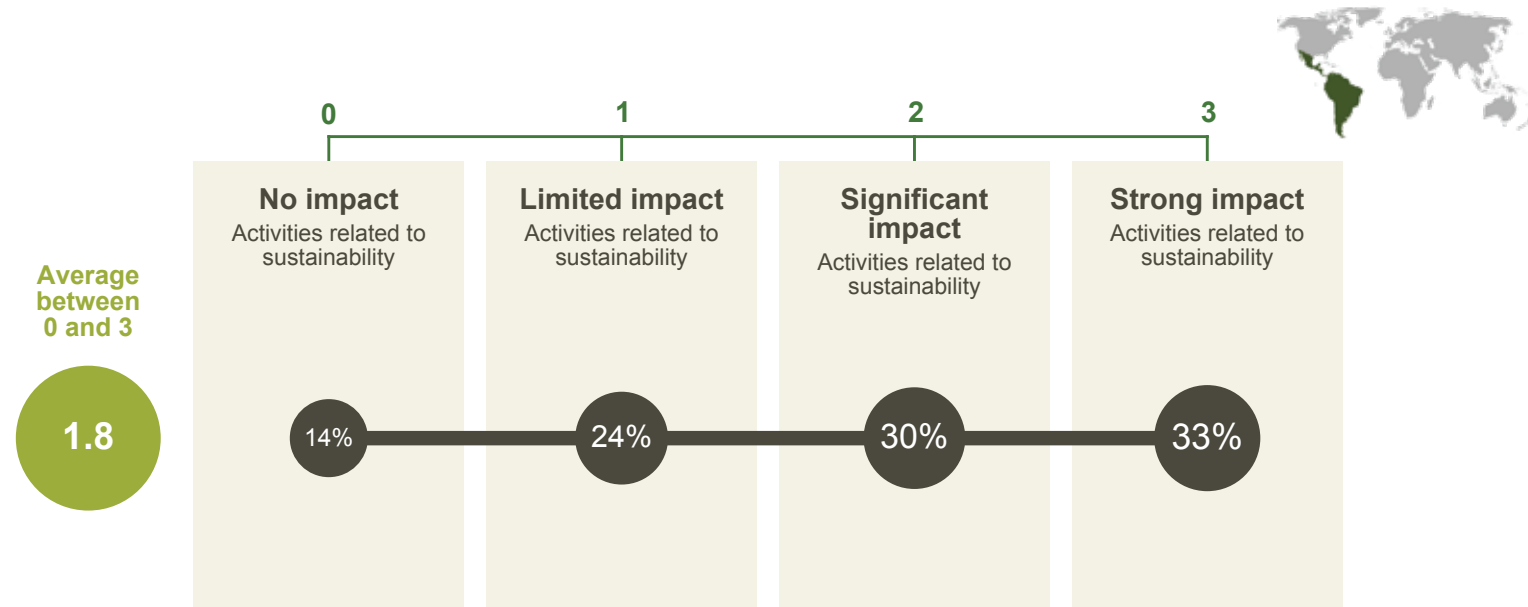 0
1
2
3
No impact
Activities related to
sustainability
Limited impact
Activities related to
sustainability
Significant
impact
Activities related to
sustainability
Strong impact
Activities related to
sustainability
Average
between
0 and 3
1.8
14%
24%
30%
33%